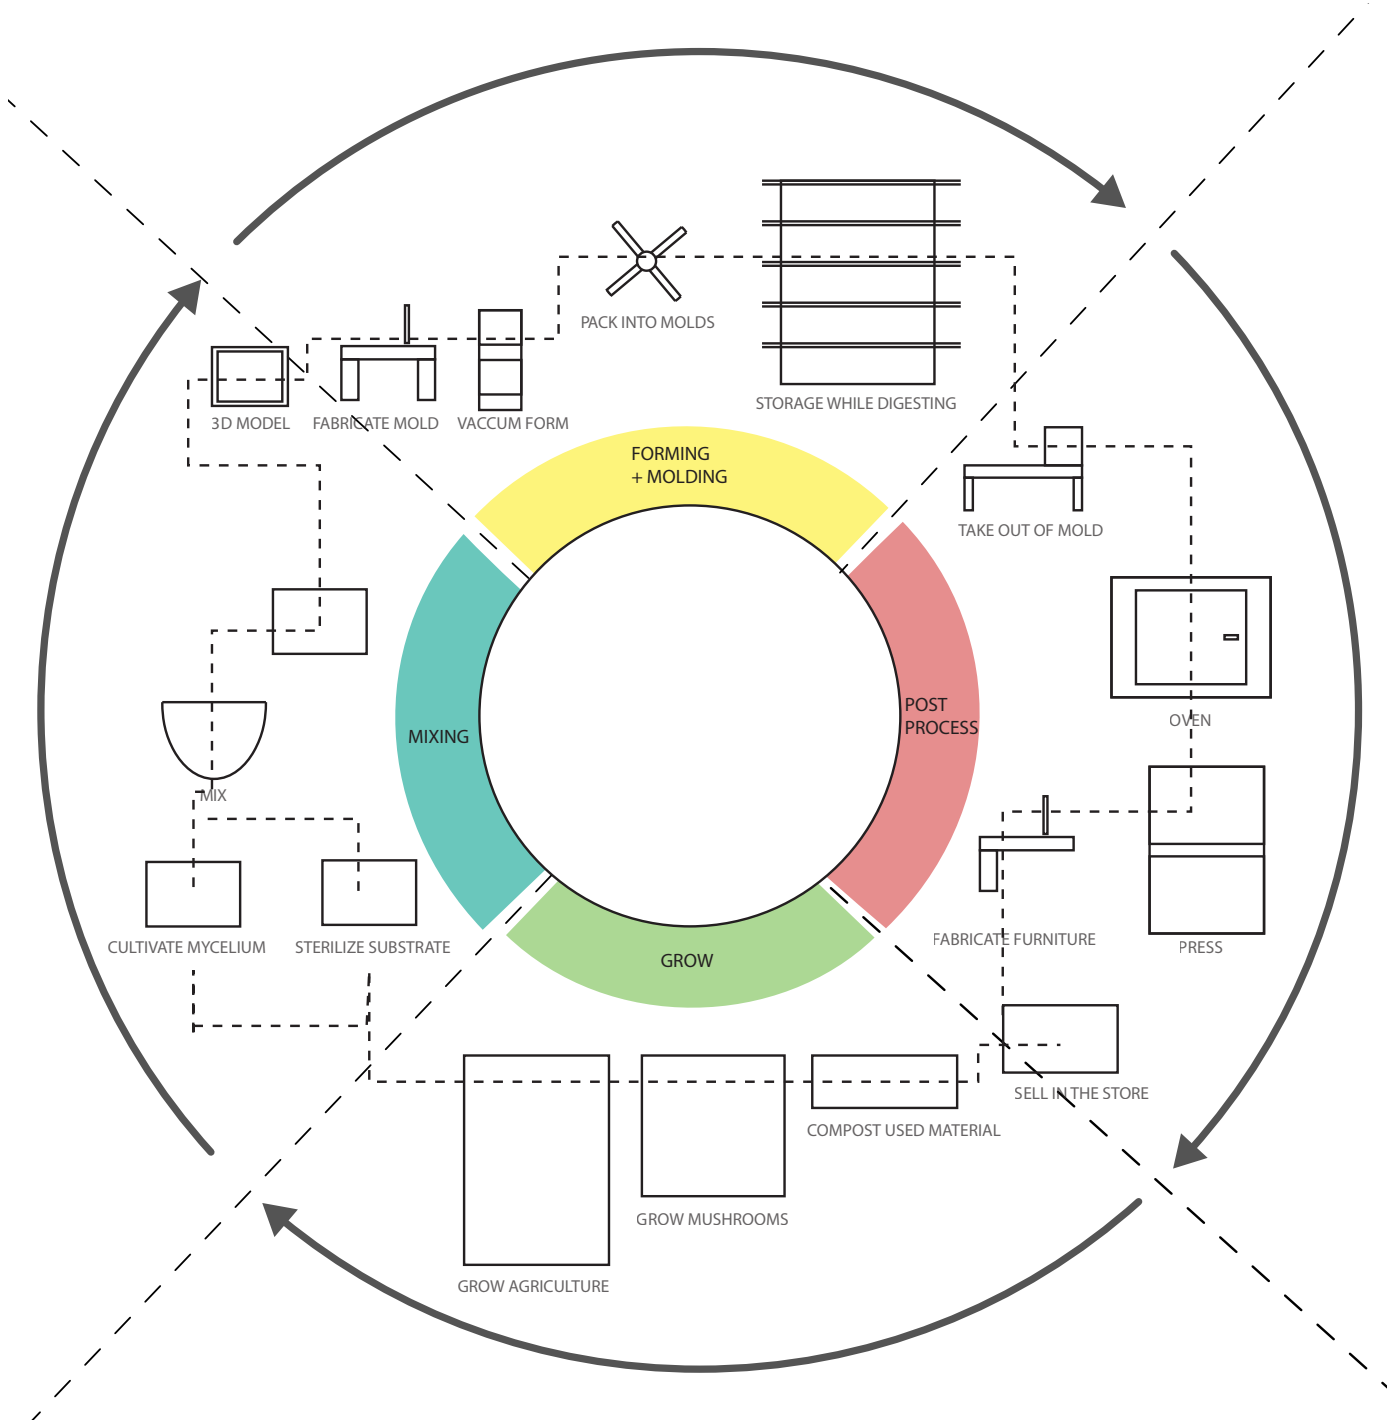 PACK INTO MOLDS
STORAGE WHILE DIGESTING
3D MODEL
FABRICATE MOLD
VACCUM FORM
FORMING
+ MOLDING
TAKE OUT OF MOLD
OVEN
POST
PROCESS
MIXING
MIX
CULTIVATE MYCELIUM
STERILIZE SUBSTRATE
GROW
FABRICATE FURNITURE
PRESS
SELL IN THE STORE
COMPOST USED MATERIAL
GROW MUSHROOMS
GROW AGRICULTURE